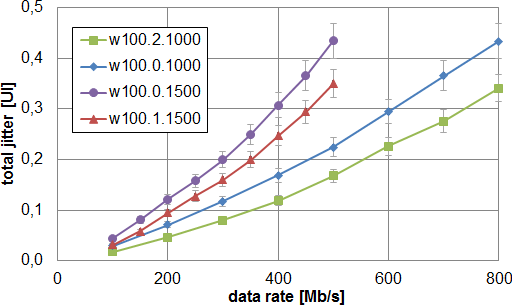 total jitter [UI]
0,5
0,4
0,3
0,2
0,1
0,0
w100.2.1000
w100.0.1000
w100.0.1500
w100.1.1500
0 200 400 600 800
data rate [Mb/s]